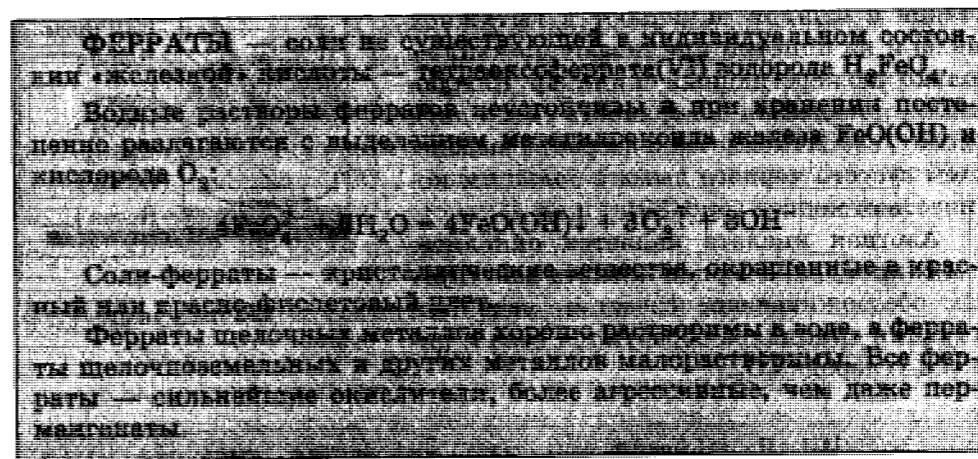 ФЕРРАТЫ — соли не существующей в индивидуальном состоя-
нии «железной» кислоты — тетраоксоферрата(VI) водорода H₂FeO₄.
Водные растворы ферратов неустойчивы и при хранении посте-
пенно разлагаются с выделением метагидроксида железа FeO(OH) и
кислорода O₂:
4FeO₄²⁻ + 6H₂O = 4FeO(OH)↓ + 3O₂↑ + 8OH⁻
Соли-ферраты — кристаллические вещества, окрашенные в крас-
ный или красно-фиолетовый цвет.
Ферраты щелочных металлов хорошо растворимы в воде, а ферра-
ты щелочноземельных и других металлов малорастворимы. Все фер-
раты — сильнейшие окислители, более агрессивные, чем даже пер-
манганаты.